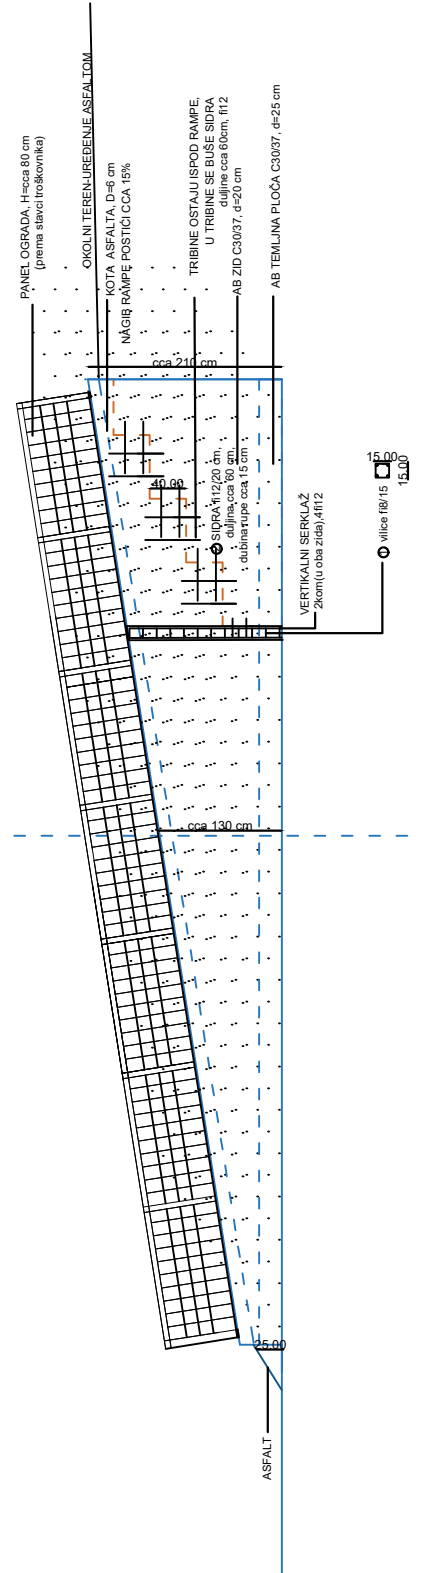 PANEL OGRADA, H=cca 80 cm
(prema stavci troškovnika)
OKOLNI TEREN-UREĐENJE ASFALTOM
KOTA ASFALTA, D=6 cm
NAGIB RAMPE POSTIĆI CCA 15%
TRIBINE OSTAJU ISPOD RAMPE,
U TRIBINE SE BUŠE SIDRA
duljine cca 60cm, fi12
AB ZID C30/37, d=20 cm
AB TEMLJNA PLOČA C30/37, d=25 cm
cca 210 cm
40.00
SIDRA fi12/20 cm,
duljina cca 60 cm,
dubina rupe cca 15 cm
VERTIKALNI SERKLAŽ
2kom(u oba zida),4fi12
15.00
15.00
vilice fi8/15
cca 130 cm
25.00
ASFALT